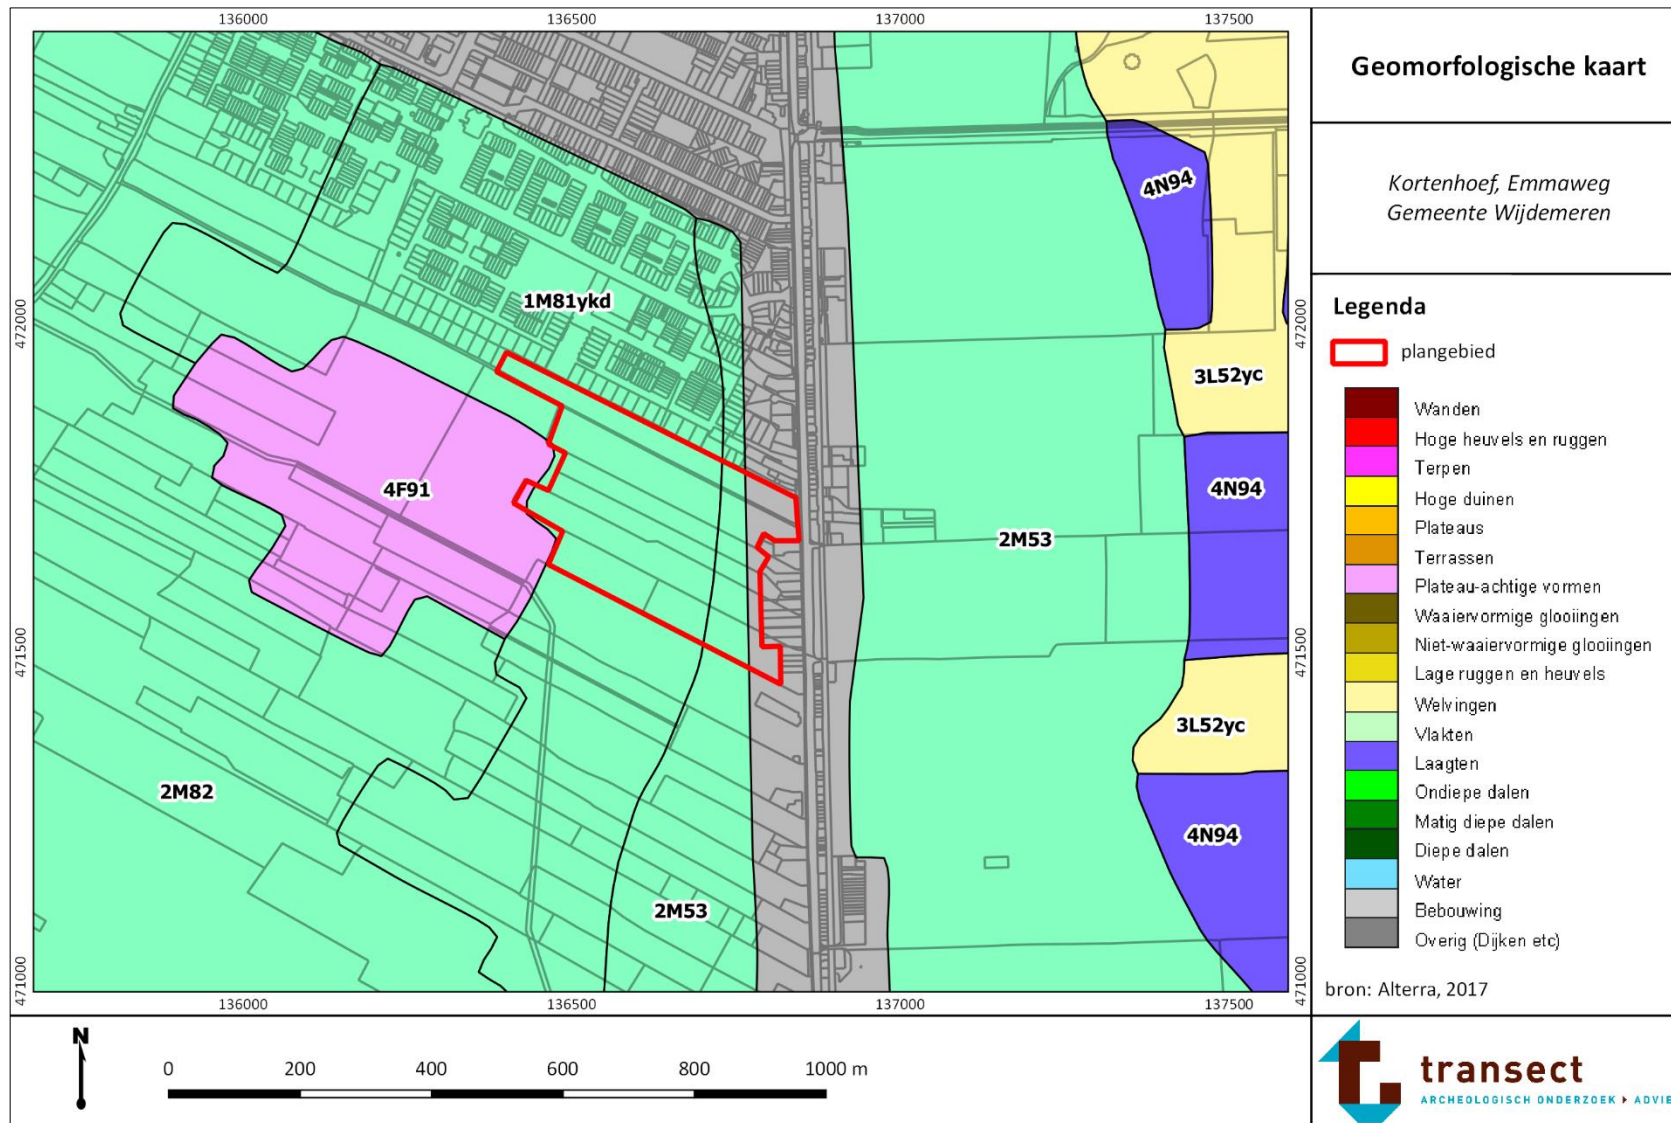 136000 136500 137000 137500
Geomorfologische kaart
Kortenhoef, Emmaweg
Gemeente Wijdemeren
4N94
1M81ykd
472000
472000
3L52yc
4F91
4N94
2M53
471500
471500
3L52yc
2M82
4N94
2M53
471000
471000
136000 136500 137000 137500
Legenda
plangebied
Wanden
Hoge heuvels en ruggen
Terpen
Hoge duinen
Plateaus
Terrassen
Plateau-achtige vormen
Waaiervormige glooiingen
Niet-waaiervormige glooiingen
Lage ruggen en heuvels
Welvingen
Vlakten
Laagten
Ondiepe dalen
Matig diepe dalen
Diepe dalen
Water
Bebouwing
Overig (Dijken etc)
bron: Alterra, 2017
N
0 200 400 600 800 1000 m
transect
ARCHEOLOGISCH ONDERZOEK ▸ ADVIE